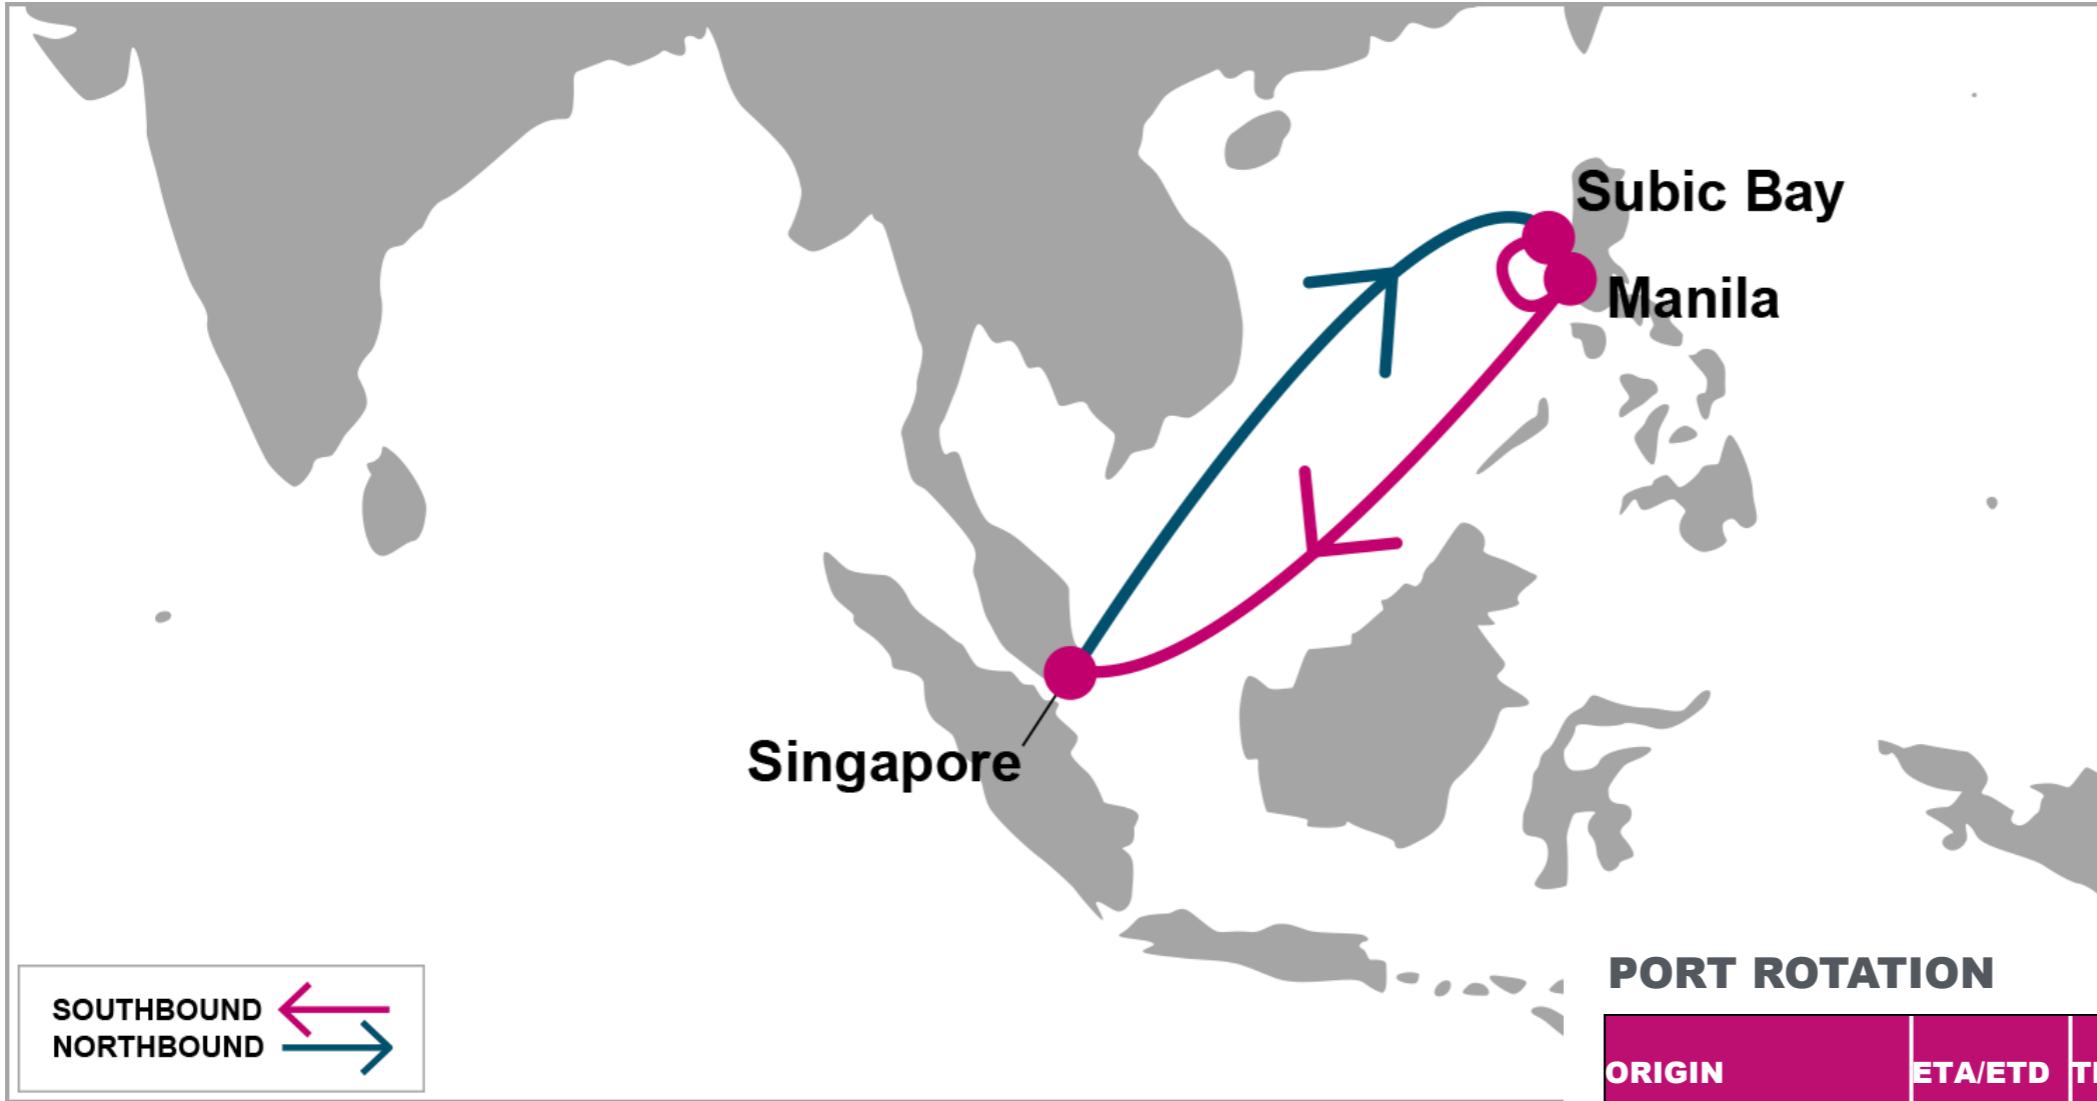 Subic Bay
Manila
Singapore
SOUTHBOUND
NORTHBOUND
PORT ROTATION
ORIGIN ETA/ETD